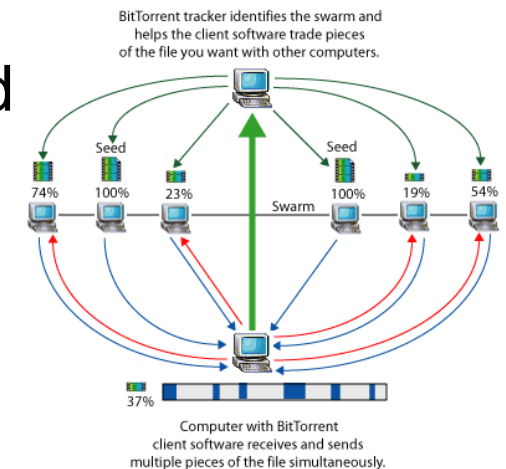 BitTorrent tracker identifies the swarm and
helps the client software trade pieces
of the file you want with other computers.
d
Seed
Seed
74%
100%
23%
100%
19%
54%
Swarm
37%
Computer with BitTorrent
client software receives and sends
multiple pieces of the file simultaneously.